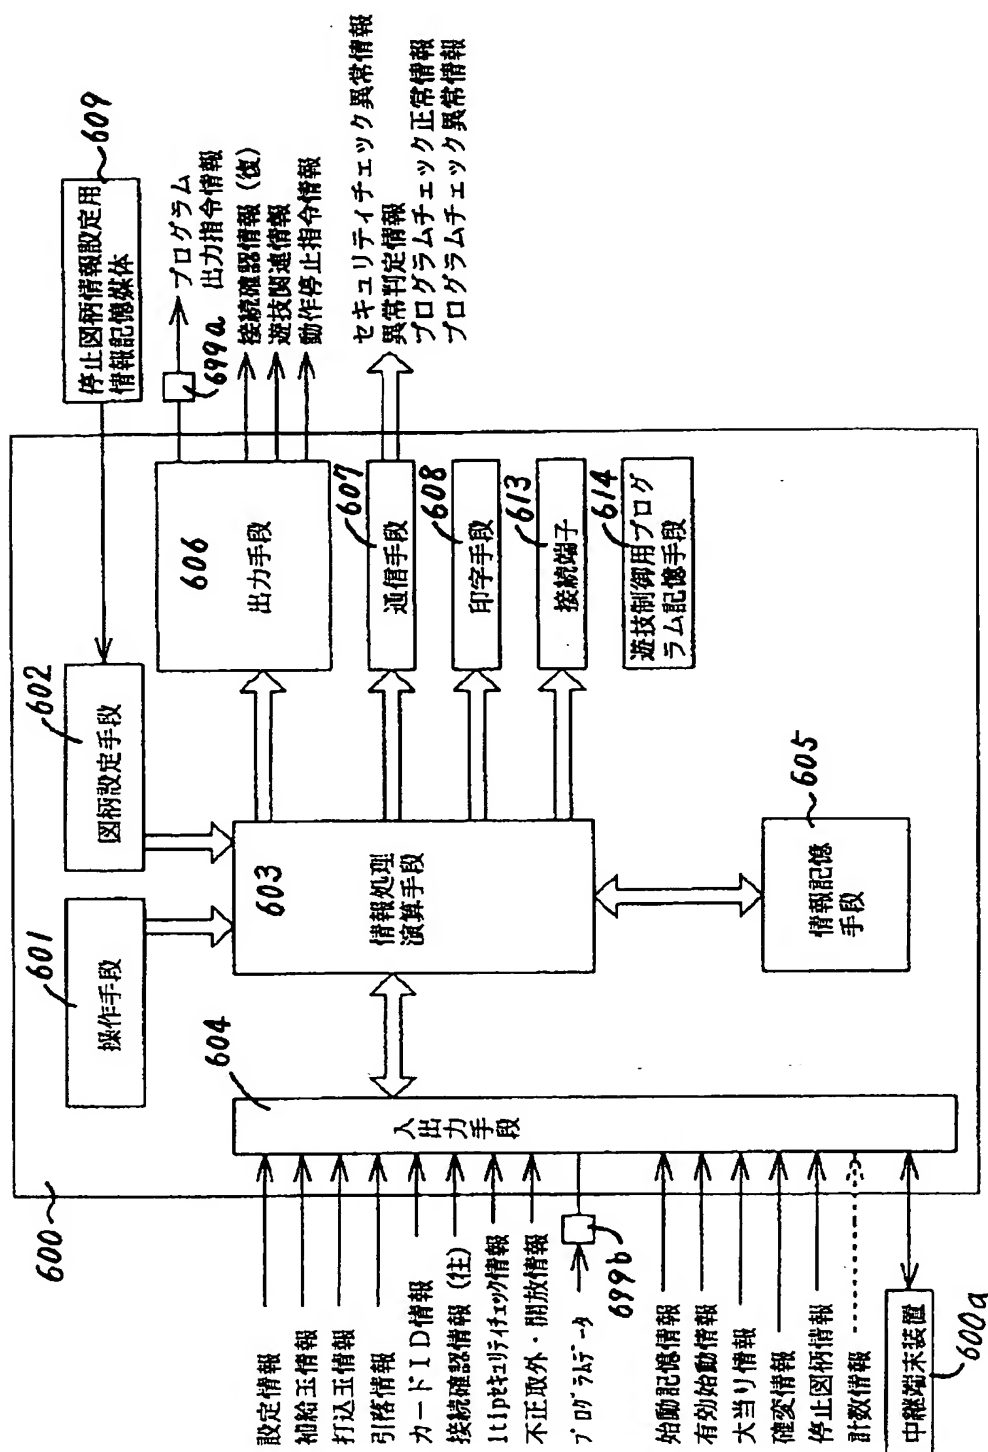 600
設定情報
補給玉情報
打込玉情報
引落情報
カードID情報
接続確認情報 (往)
1tipセキュリティチェック情報
不正取外・開放情報
プログラムデータ
699b
始動記憶情報
有効始動情報
大当り情報
確変情報
停止図柄情報
計数情報
中継端末装置
600a
604
入出力手段
601
操作手段
602
図柄設定手段
603
情報処理
演算手段
605
情報記憶
手段
606
出力手段
607
通信手段
608
印字手段
613
接続端子
614
遊技制御用プログ
ラム記憶手段
609
停止図柄情報設定用
情報記憶媒体
699a
プログラム
出力指令情報
接続確認情報 (復)
遊技関連情報
動作停止指令情報
セキュリティチェック異常情報
異常判定情報
プログラムチェック正常情報
プログラムチェック異常情報